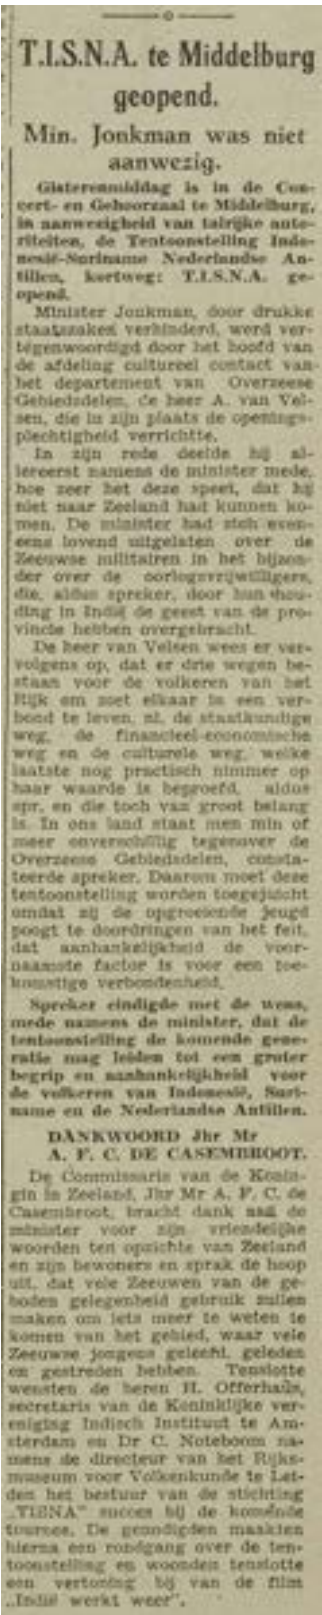 T.I.S.N.A. te Middelburg
geopend.
Min. Jonkman was niet
aanwezig.
Gisterenmiddag is in de Con-
cert- en Gehoorzaal te Middelburg,
in aanwezigheid van talrijke auto-
riteiten, de Tentoonstelling Indo-
nesië-Suriname Nederlandse An-
tillen, kortweg: T.I.S.N.A. ge-
opend.
Minister Jonkman, door drukke
staatszaken verhinderd, werd ver-
tegenwoordigd door het hoofd van
de afdeling cultureel contact van
het departement van Overzeese
Gebiedsdelen, de heer A. van Vel-
sen, die in zijn plaats de openings-
plechtigheid verrichtte.
In zijn rede deelde hij al-
lereerst namens de minister mede,
hoe zeer het deze speet, dat hij
niet naar Zeeland had kunnen ko-
men. De minister had zich even-
eens lovend uitgelaten over de
Zeeuwse militairen in het bijzon-
der over de oorlogsvrijwilligers,
die, aldus spreker, door hun hou-
ding in Indië de geest van de pro-
vincie hebben overgebracht.
De heer van Velsen wees er ver-
volgens op, dat er drie wegen be-
staan voor de volkeren van het
Rijk om met elkaar in een ver-
bond te leven, nl. de staatkundige
weg, de financieel-economische
weg en de culturele weg, welke
laatste nog practisch nimmer op
haar waarde is beproefd, aldus
spr. en die toch van groot belang
is. In ons land staat men min of
meer onverschillig tegenover de
Overzeese Gebiedsdelen, consta-
teerde spreker. Daarom moet deze
tentoonstelling worden toegejuicht
omdat zij de opgroeiende jeugd
poogt te doordringen van het feit,
dat aanhankelijkheid de voor-
naamste factor is voor een toe-
komstige verbondenheid.
Spreker eindigde met de wens,
mede namens de minister, dat de
tentoonstelling de komende gene-
ratie mag leiden tot een groter
begrip en aanhankelijkheid voor
de volkeren van Indonesië, Suri-
name en de Nederlandse Antillen.
DANKWOORD Jhr Mr
A. F. C. DE CASEMBROOT.
De Commissaris van de Konin-
gin in Zeeland, Jhr Mr A. F. C. de
Casembroot, bracht dank aan de
minister voor zijn vriendelijke
woorden ten opzichte van Zeeland
en zijn bewoners en sprak de hoop
uit, dat vele Zeeuwen van de ge-
boden gelegenheid gebruik zullen
maken om iets meer te weten te
komen van het gebied, waar vele
Zeeuwse jongens geleefd, geleden
en gestreden hebben. Tenslotte
wensten de heren H. Offerhaus,
secretaris van de Koninklijke ver-
eniging Indisch Instituut te Am-
sterdam en Dr C. Noteboom na-
mens de directeur van het Rijks-
museum voor Volkenkunde te Lei-
den het bestuur van de stichting
„TISNA" succes bij de komende
tournee. De genodigden maakten
hierna een rondgang over de ten-
toonstelling en woonden tenslotte
een vertoning bij van de film
„Indië werkt weer".